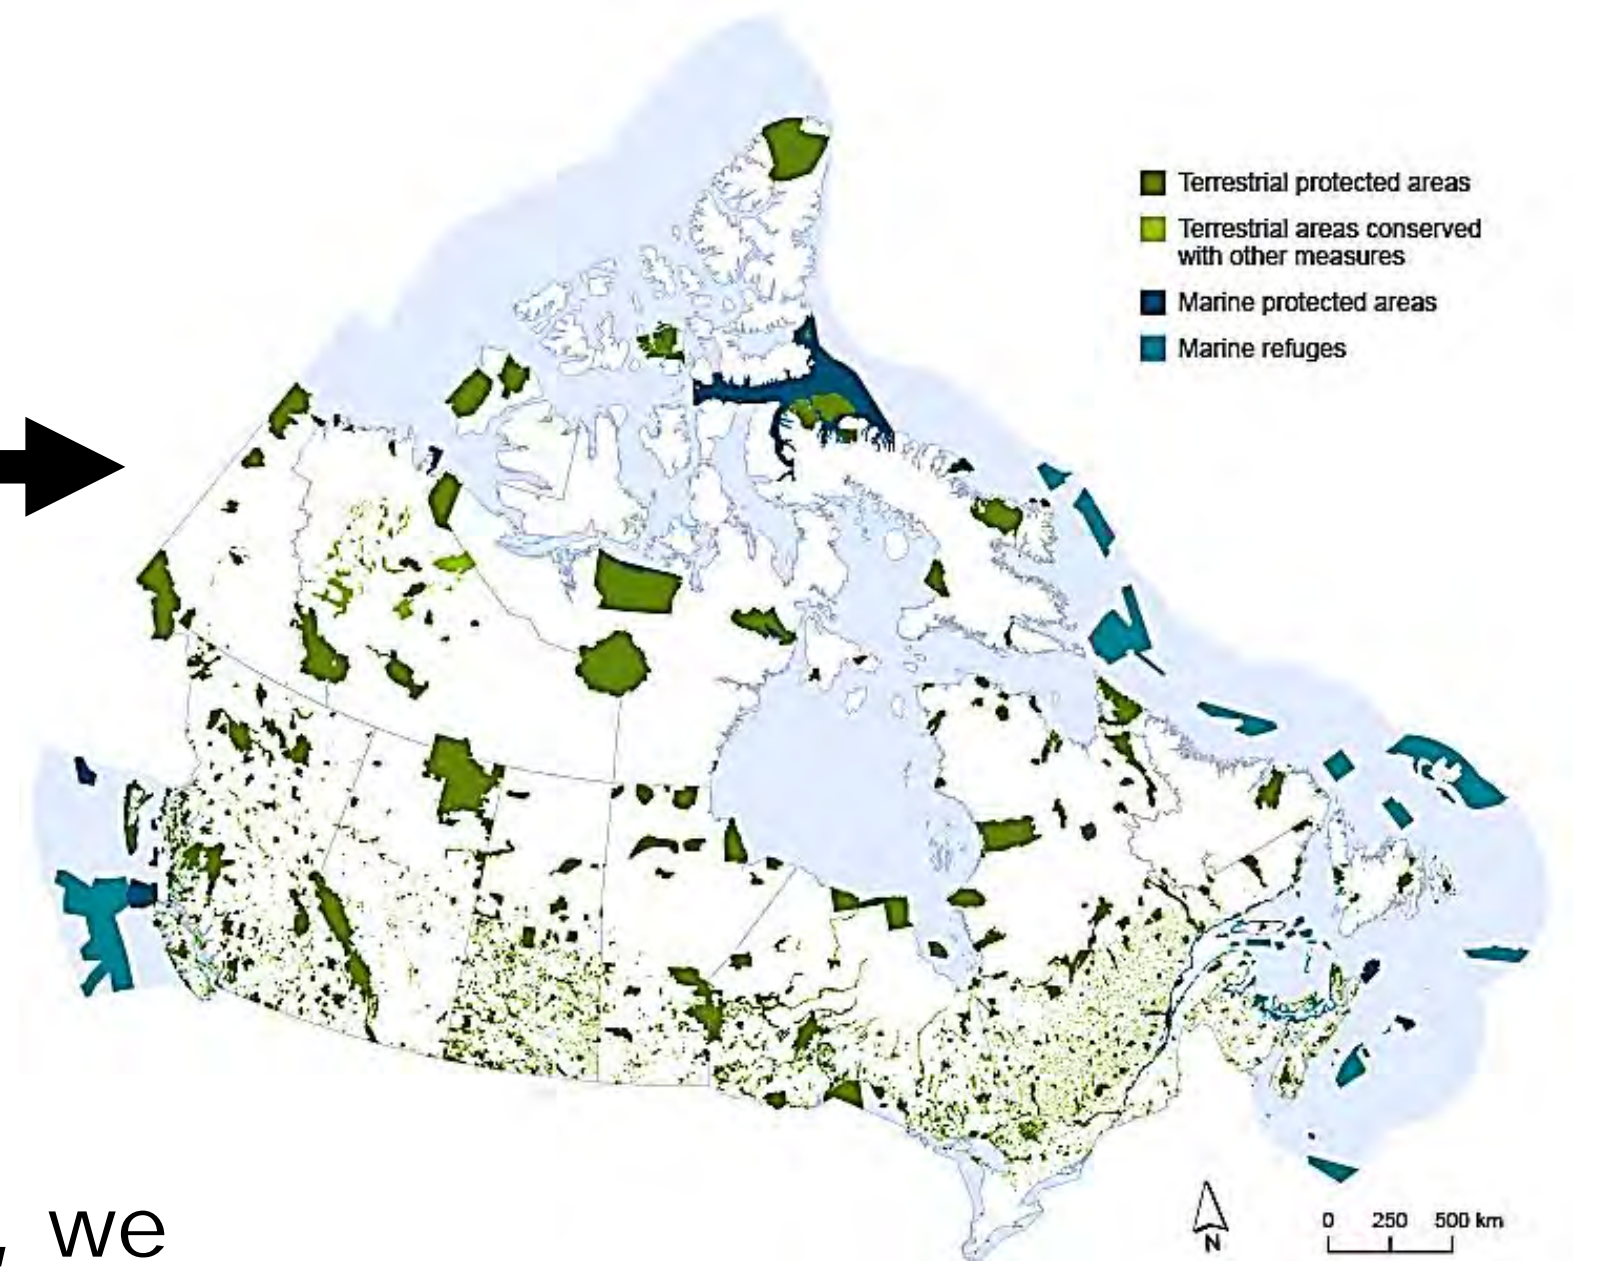 Terrestrial protected areas
Terrestrial areas conserved
with other measures
Marine protected areas
Marine refuges
N
0 250 500 km
, we